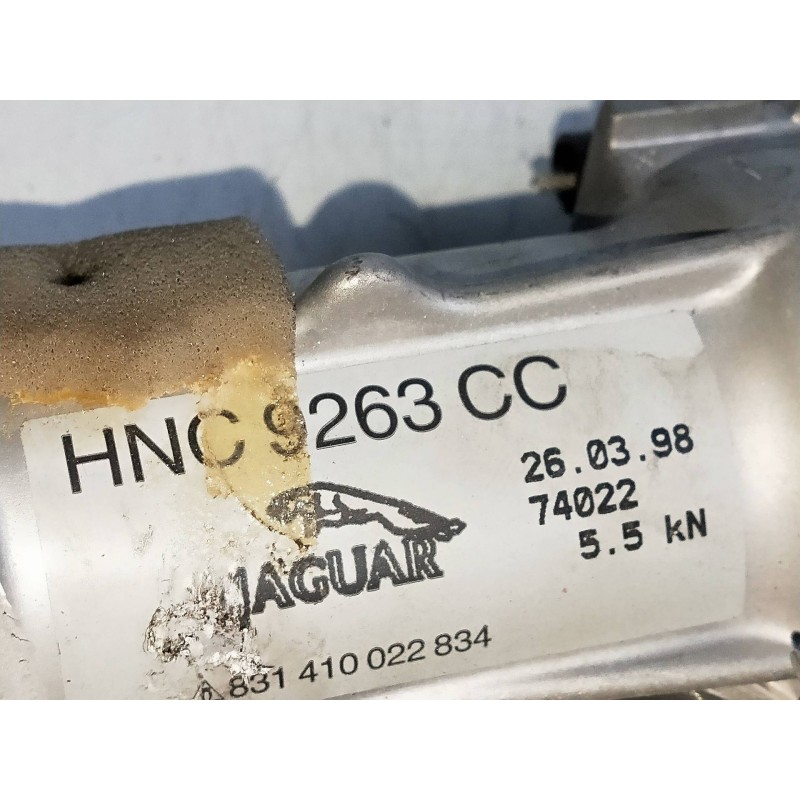 HNC 9263 CC
26.03.98
74022
5.5 kN
JAGUAR
831 410 022 834